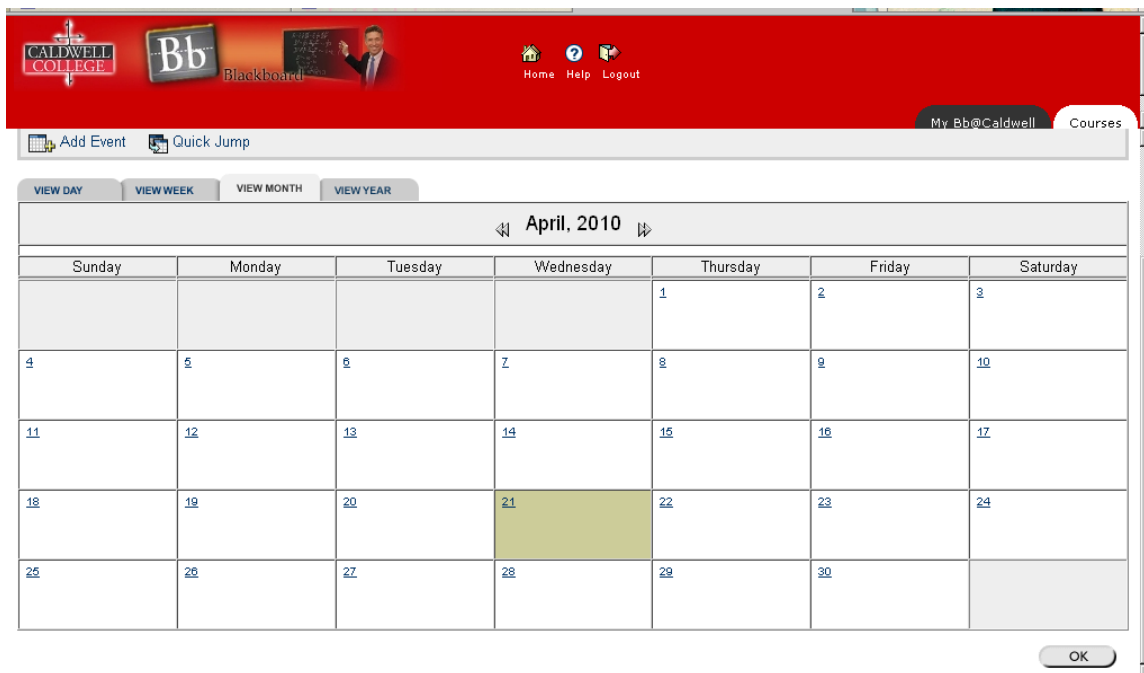 CALDWELL
COLLEGE
Bb
Blackboard
Home Help Logout
My Bb@Caldwell Courses
Add Event Quick Jump
VIEW DAY VIEW WEEK VIEW MONTH VIEW YEAR
April, 2010
Sunday Monday Tuesday Wednesday Thursday Friday Saturday
1 2 3
4 5 6 7 8 9 10
11 12 13 14 15 16 17
18 19 20 21 22 23 24
25 26 27 28 29 30
OK